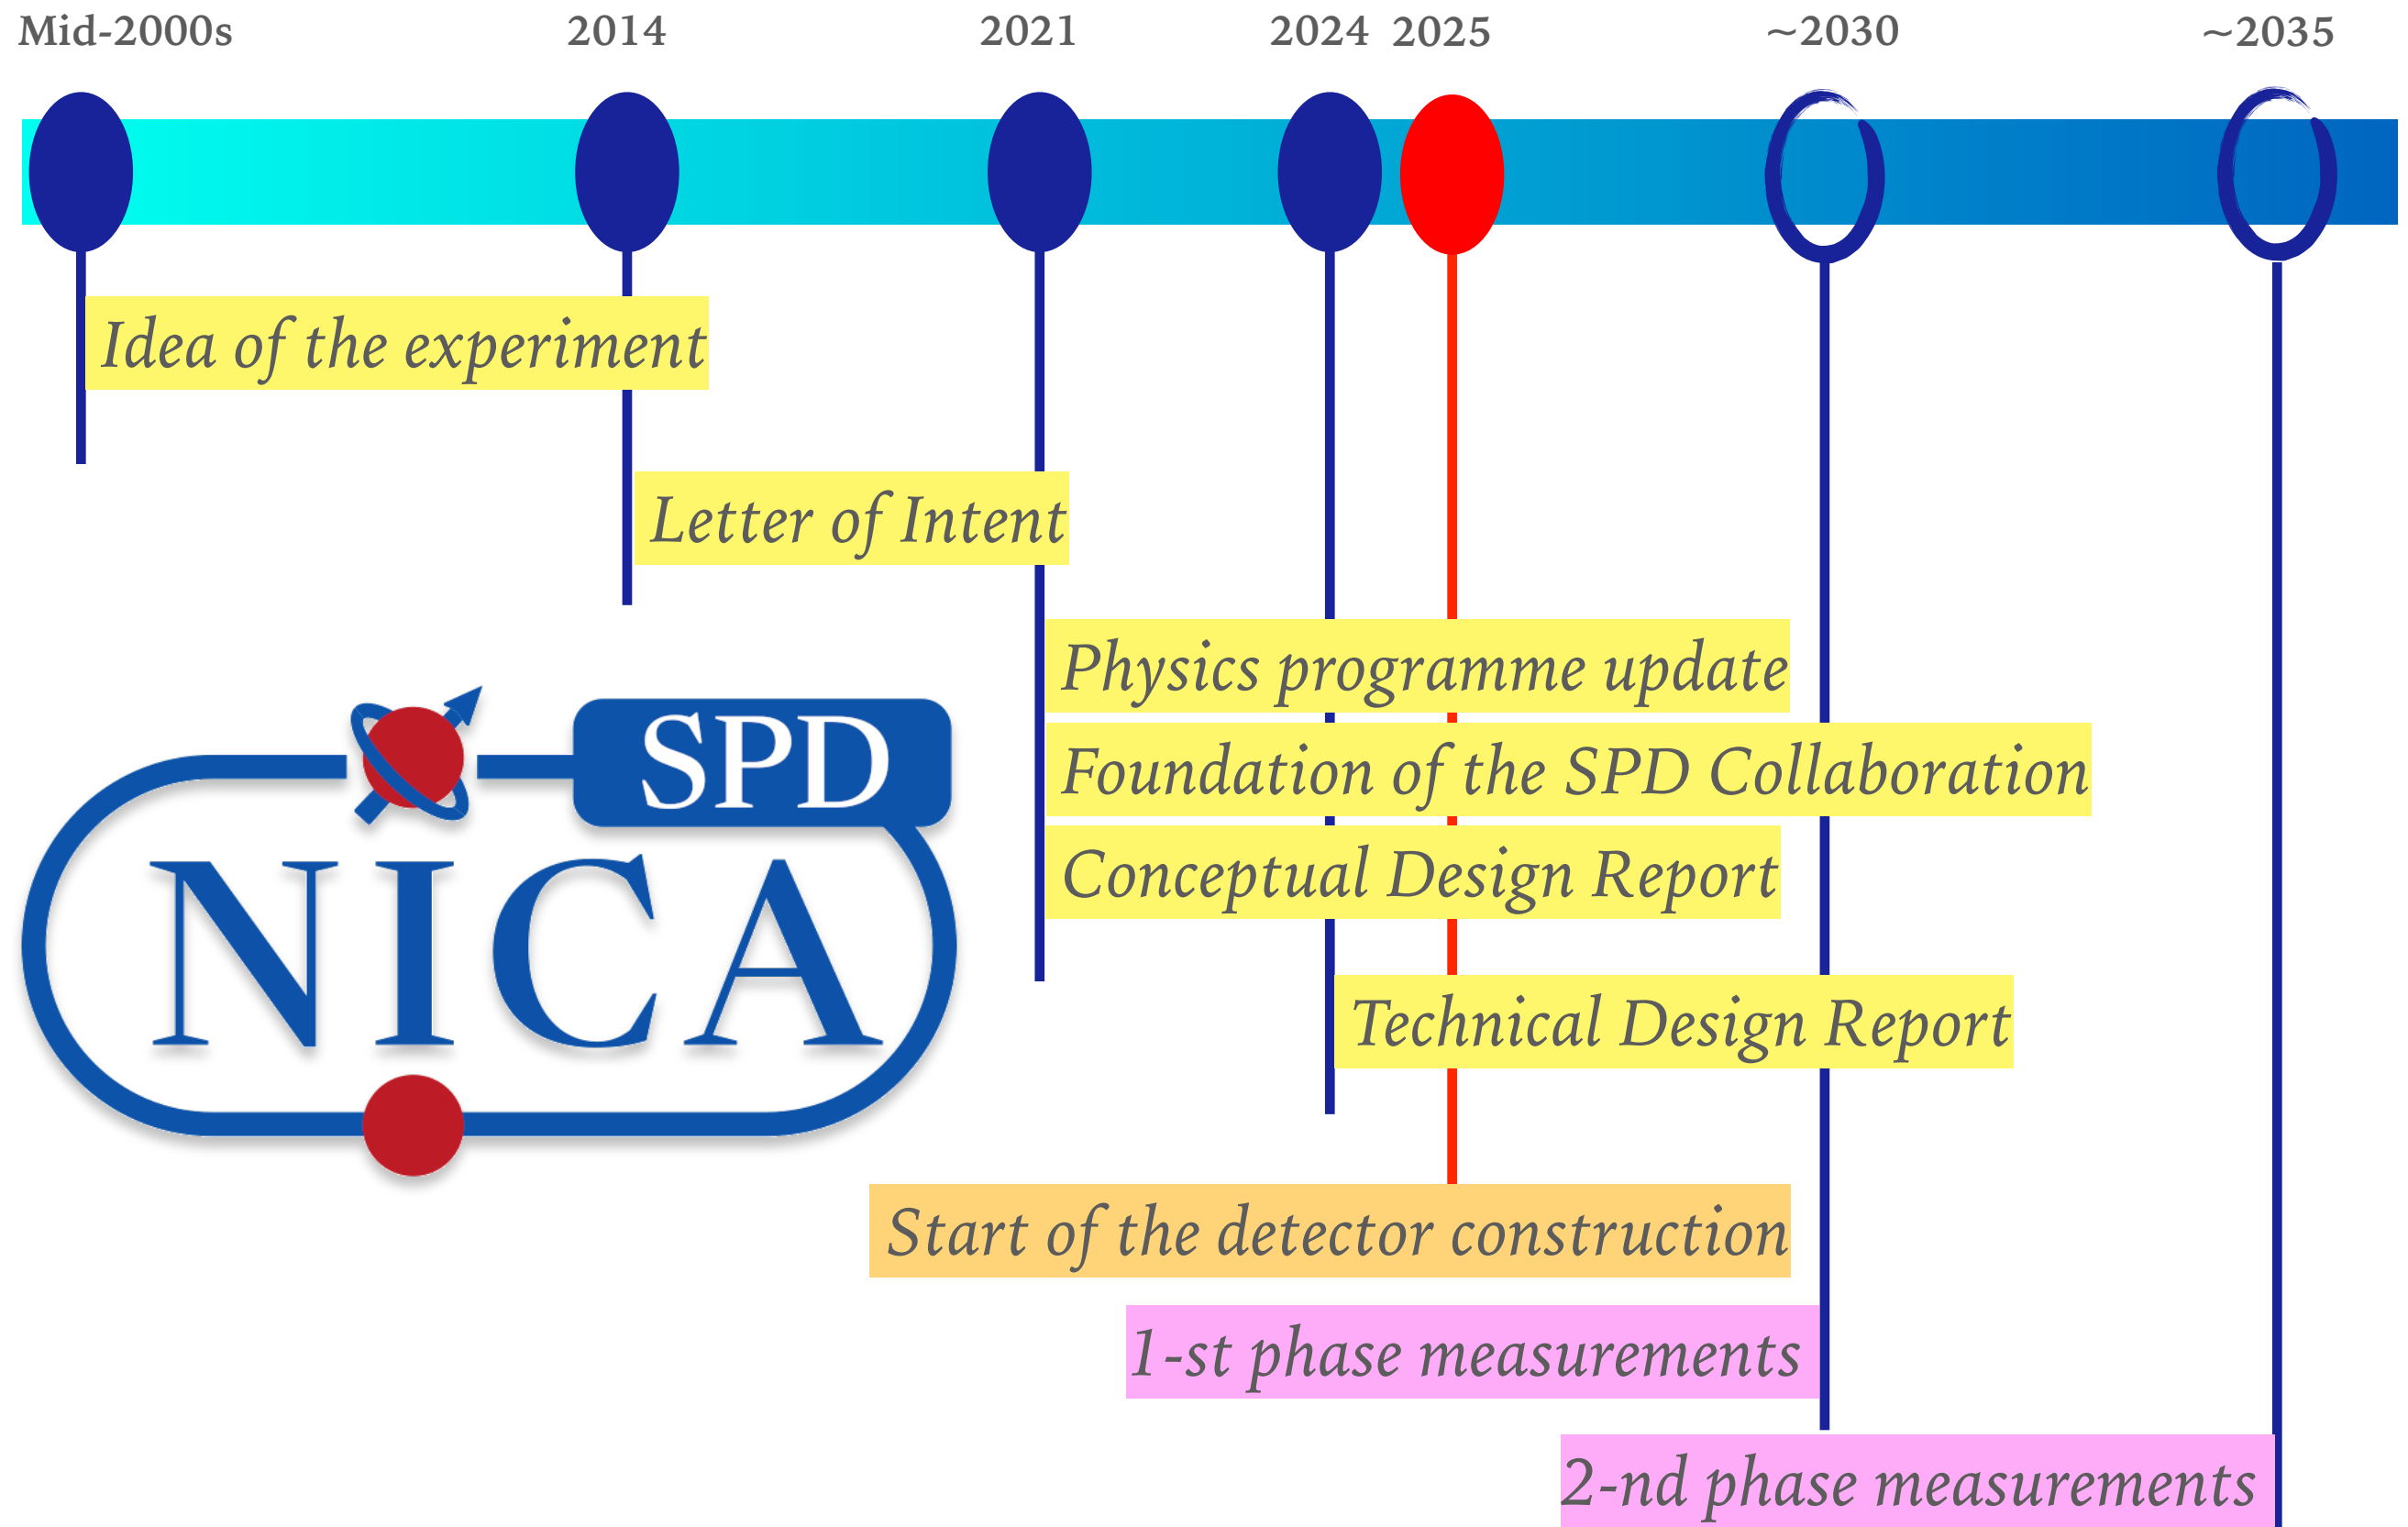 Mid-2000s 2014 2021 2024 2025 ~2030 ~2035
Idea of the experiment
Letter of Intent
Physics programme update
Foundation of the SPD Collaboration
Conceptual Design Report
SPD
NICA
Technical Design Report
Start of the detector construction
1-st phase measurements
2-nd phase measurements